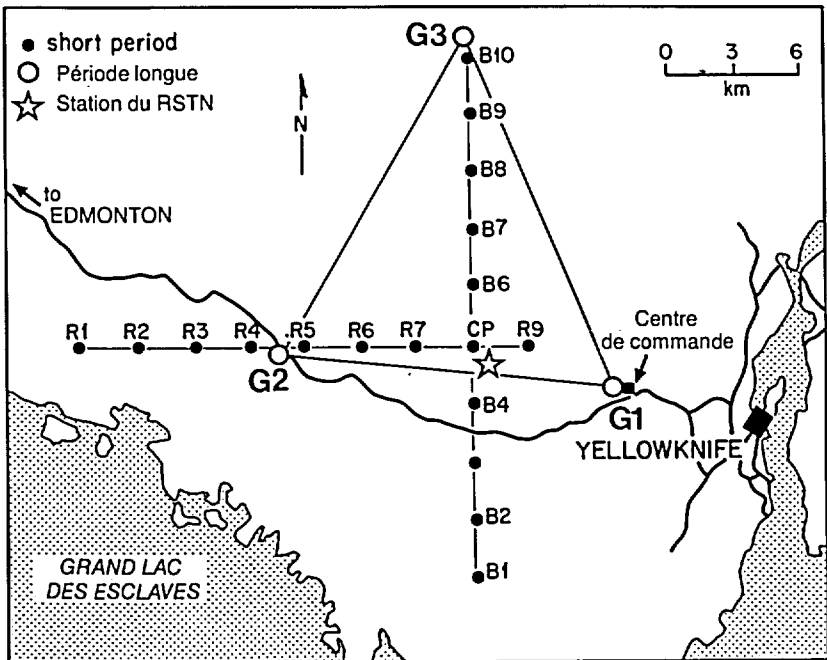 short period
Période longue
Station du RSTN
N
0 3 6
km
G3
B10
B9
B8
B7
B6
to
EDMONTON
R1 R2 R3 R4 .R5 R6 R7 CP R9
Centre
de commande
G2
G1
B4
YELLOWKNIFE
B2
B1
GRAND LAC
DES ESCLAVES